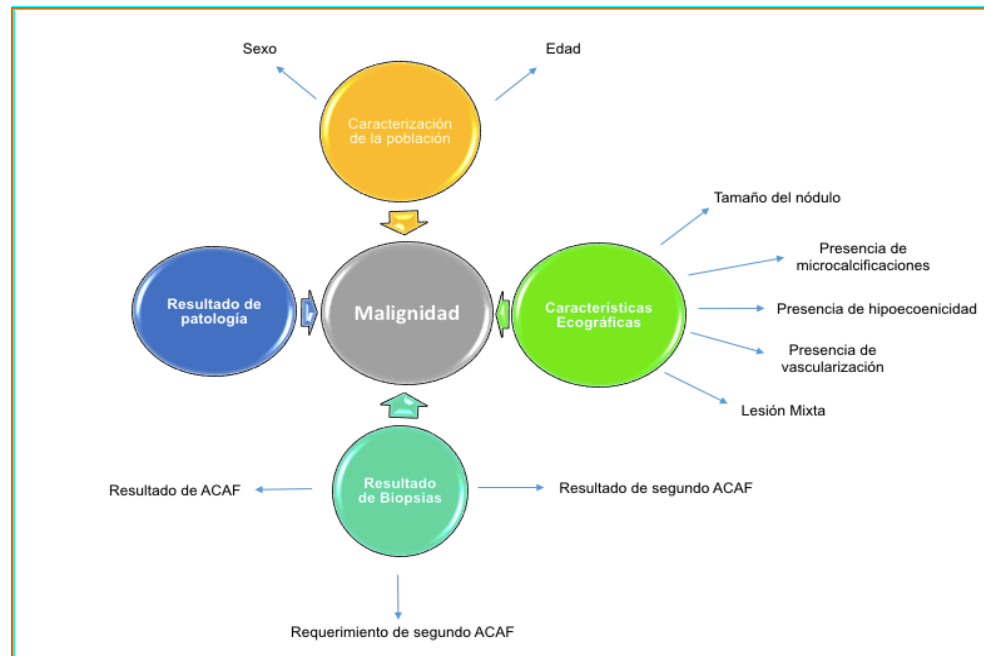 Sexo
Edad
Caracterización
de la población
Tamaño del nódulo
Presencia de
microcalcificaciones
Resultado de
patología
Malignidad
Características
Ecográficas
Presencia de hipoecoenicidad
Presencia de
vascularización
Lesión Mixta
Resultado de ACAF
Resultado
de Biopsias
Resultado de segundo ACAF
Requerimiento de segundo ACAF